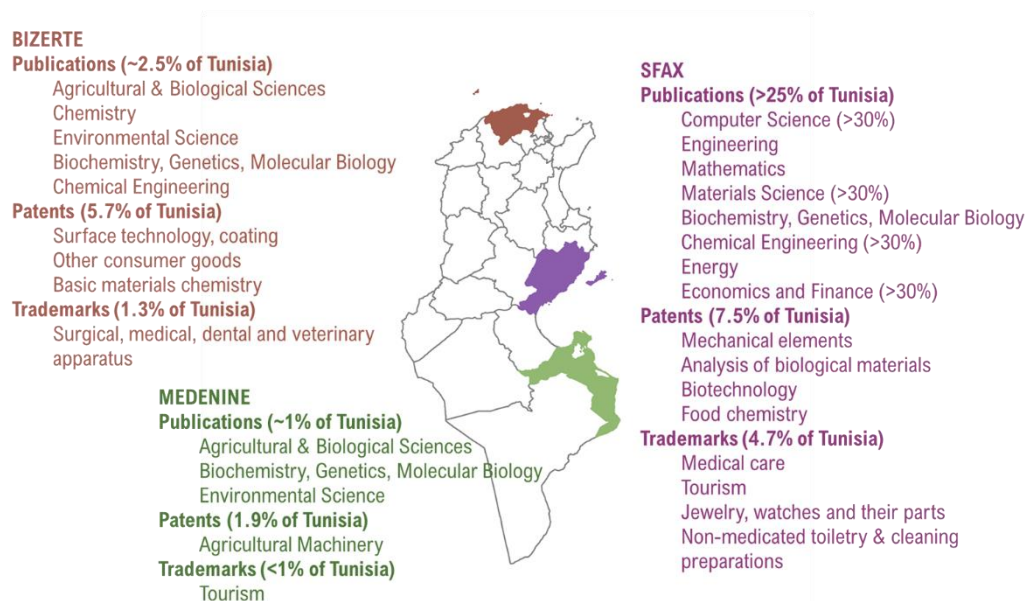 BIZERTE
Publications (~2.5% of Tunisia)
Agricultural & Biological Sciences
Chemistry
Environmental Science
Biochemistry, Genetics, Molecular Biology
Chemical Engineering
Patents (5.7% of Tunisia)
Surface technology, coating
Other consumer goods
Basic materials chemistry
Trademarks (1.3% of Tunisia)
Surgical, medical, dental and veterinary
apparatus
MEDENINE
Publications (~1% of Tunisia)
Agricultural & Biological Sciences
Biochemistry, Genetics, Molecular Biology
Environmental Science
Patents (1.9% of Tunisia)
Agricultural Machinery
Trademarks (<1% of Tunisia)
Tourism
SFAX
Publications (>25% of Tunisia)
Computer Science (>30%)
Engineering
Mathematics
Materials Science (>30%)
Biochemistry, Genetics, Molecular Biology
Chemical Engineering (>30%)
Energy
Economics and Finance (>30%)
Patents (7.5% of Tunisia)
Mechanical elements
Analysis of biological materials
Biotechnology
Food chemistry
Trademarks (4.7% of Tunisia)
Medical care
Tourism
Jewelry, watches and their parts
Non-medicated toiletry & cleaning
preparations